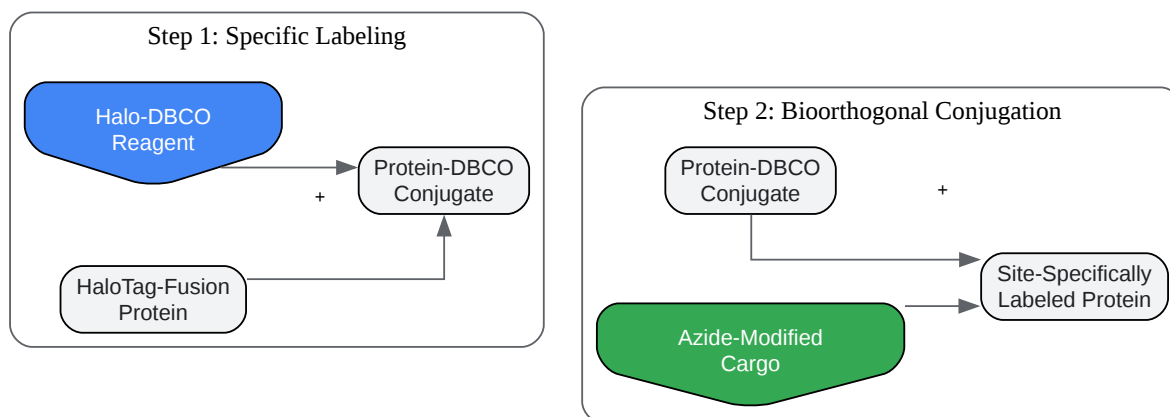 Step 1: Specific Labeling
Halo-DBCO
Reagent
Protein-DBCO
Conjugate
+
HaloTag-Fusion
Protein
Step 2: Bioorthogonal Conjugation
Protein-DBCO
Conjugate
+
Site-Specifically
Labeled Protein
Azide-Modified
Cargo